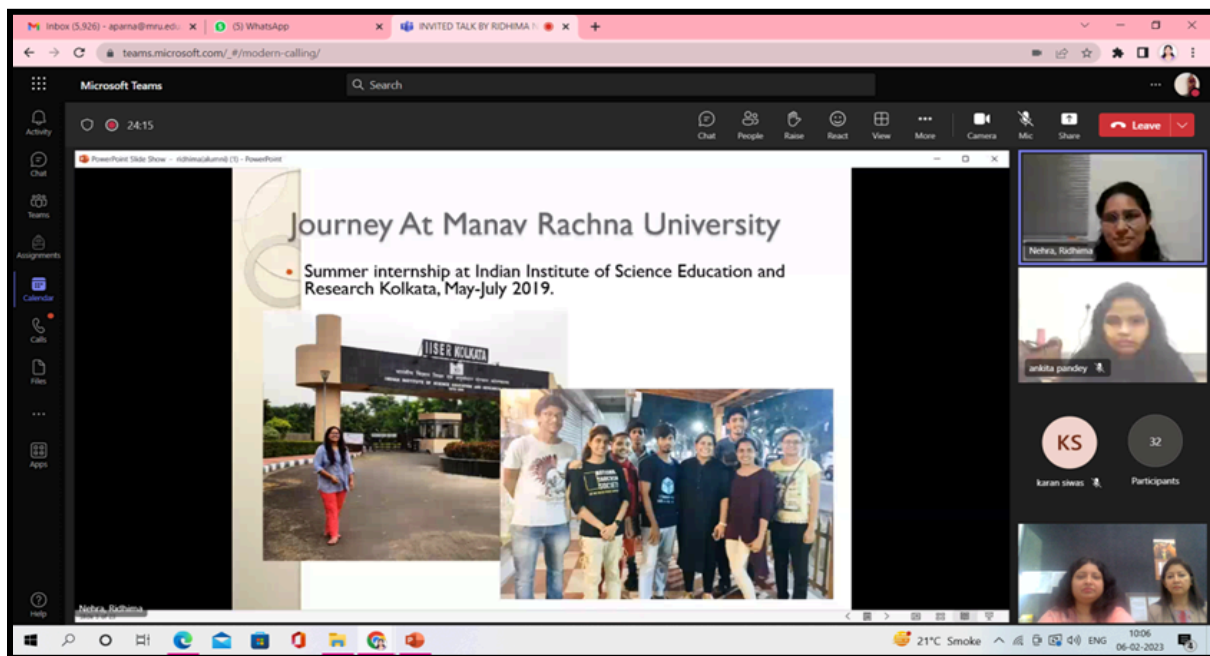 Inbox (5,926) - aparna@mru.edu.
(5) WhatsApp
INVITED TALK BY RIDHIMA N
teams.microsoft.com/_#/modern-calling/
Microsoft Teams
Search
24:15
Chat
People
Raise
React
View
More
Camera
Mic
Share
Leave
Activity
Chat
Teams
Assignments
Calendar
Calls
Files
Apps
Help
PowerPoint Slide Show - ridhima(alumni) (1) - PowerPoint
Journey At Manav Rachna University
• Summer internship at Indian Institute of Science Education and
Research Kolkata, May-July 2019.
IISER KOLKATA
Nehra, Ridhima
Nehra, Ridhima
ankita pandey
KS
karan siwas
32
Participants
21°C Smoke
ENG
10:06
06-02-2023